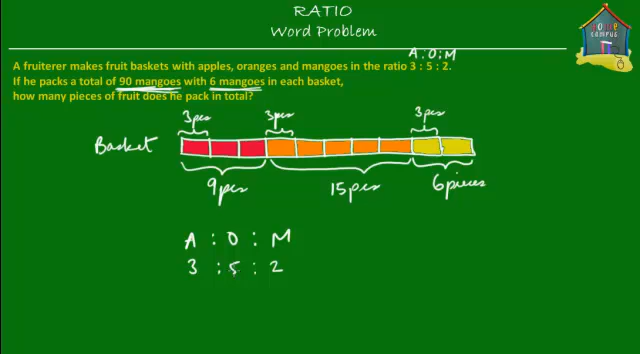 RATIO
Word Problem
home campus
A fruiterer makes fruit baskets with apples, oranges and mangoes in the ratio 3 : 5 : 2.
A : O : M
If he packs a total of 90 mangoes with 6 mangoes in each basket,
how many pieces of fruit does he pack in total?
3pcs 3pcs 3pcs
Basket
9pcs 15pcs 6pieces
A : O : M
3 : 5 : 2